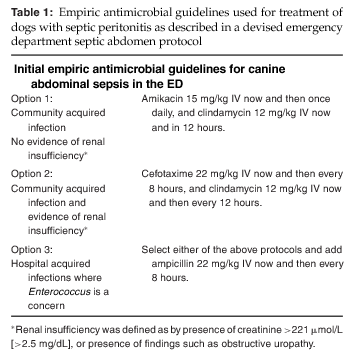 Table 1: Empiric antimicrobial guidelines used for treatment of
dogs with septic peritonitis as described in a devised emergency
department septic abdomen protocol
Initial empiric antimicrobial guidelines for canine
abdominal sepsis in the ED
Option 1:
Community acquired
infection
No evidence of renal
insufficiency*
Amikacin 15 mg/kg IV now and then once
daily, and clindamycin 12 mg/kg IV now
and in 12 hours.
Option 2:
Community acquired
infection and
evidence of renal
insufficiency*
Cefotaxime 22 mg/kg IV now and then every
8 hours, and clindamycin 12 mg/kg IV now
and then every 12 hours.
Option 3:
Hospital acquired
infections where
Enterococcus is a
concern
Select either of the above protocols and add
ampicillin 22 mg/kg IV now and then every
8 hours.
*Renal insufficiency was defined as by presence of creatinine >221 μmol/L
[>2.5 mg/dL], or presence of findings such as obstructive uropathy.